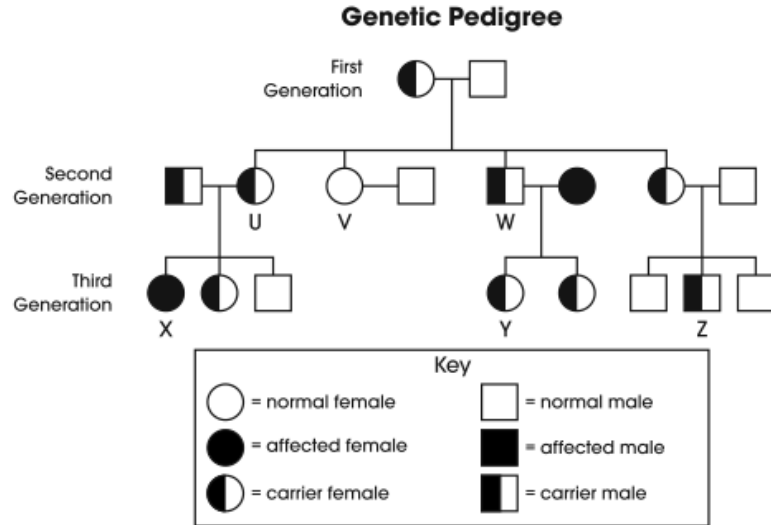 Genetic Pedigree
First
Generation
Second
Generation
U
V
W
Third
Generation
X
Y
Z
Key
= normal female
= normal male
= affected female
= affected male
= carrier female
= carrier male